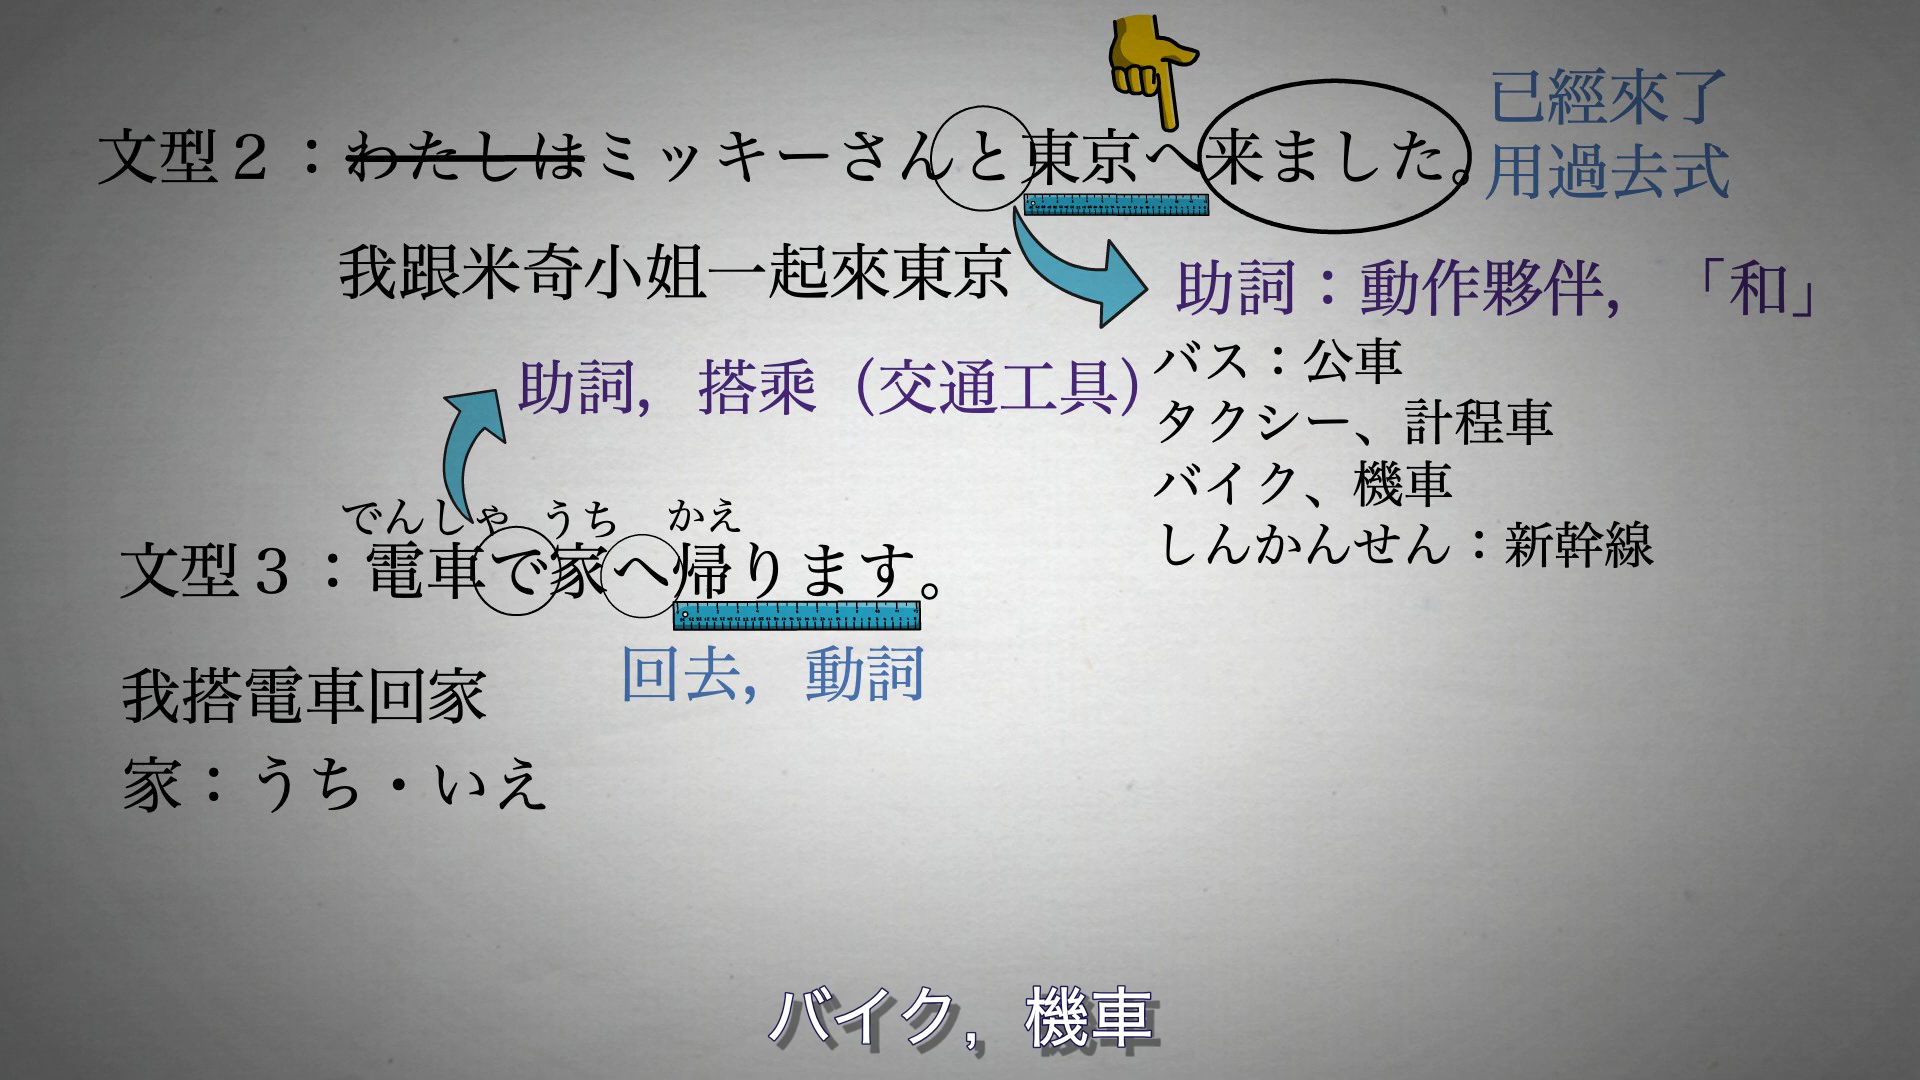 文型２：わたしはミッキーさんと東京へ来ました。
已經來了
用過去式
我跟米奇小姐一起來東京
助詞：動作夥伴，「和」
助詞，搭乘（交通工具）
バス：公車
タクシー、計程車
バイク、機車
しんかんせん：新幹線
でんしゃ うち かえ
文型３：電車で家へ帰ります。
回去，動詞
我搭電車回家
家：うち・いえ
バイク，機車